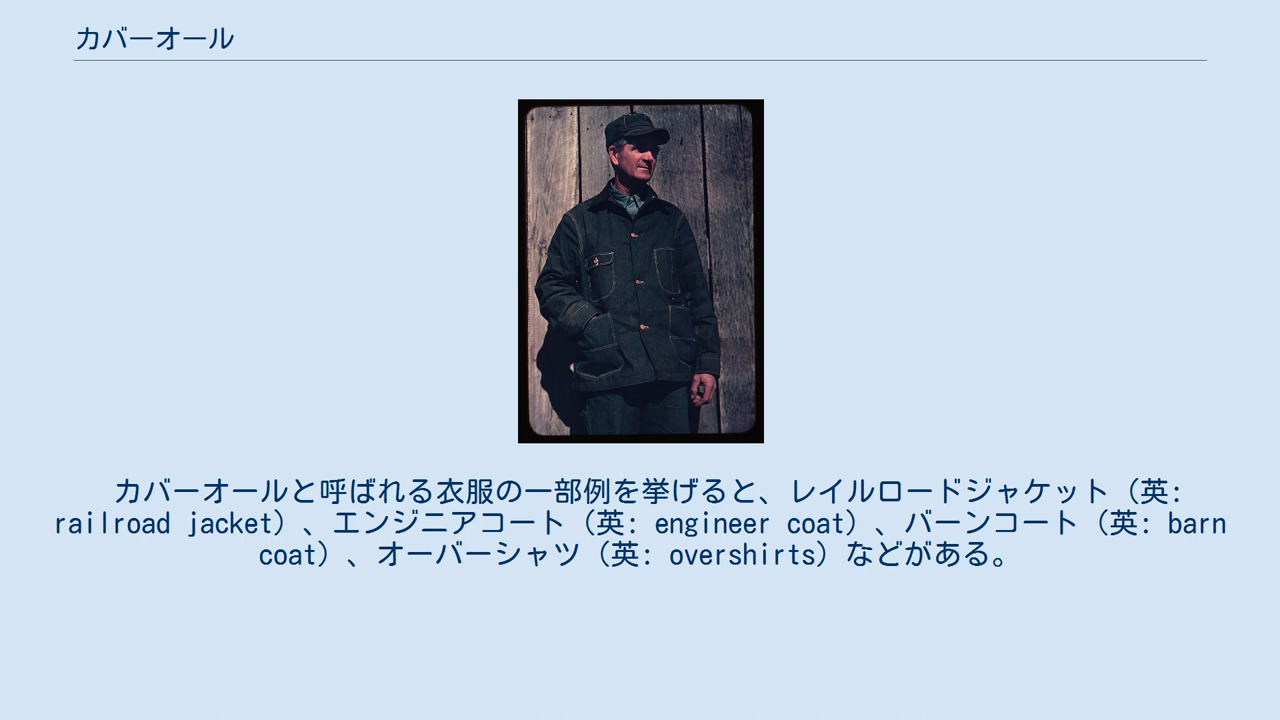 カバーオール
カバーオールと呼ばれる衣服の一部例を挙げると、レイルロードジャケット（英:
railroad jacket）、エンジニアコート（英: engineer coat）、バーンコート（英: barn
coat）、オーバーシャツ（英: overshirts）などがある。